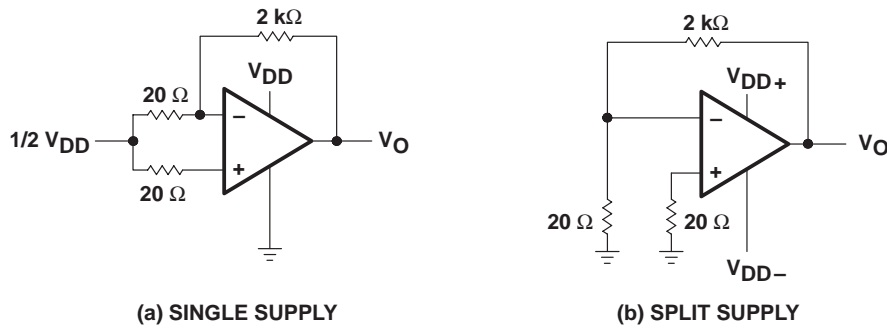 2 kΩ
VDD
20 Ω
−
1/2 VDD
VO
+
20 Ω
(a) SINGLE SUPPLY
2 kΩ
VDD+
−
VO
+
20 Ω
20 Ω
VDD−
(b) SPLIT SUPPLY